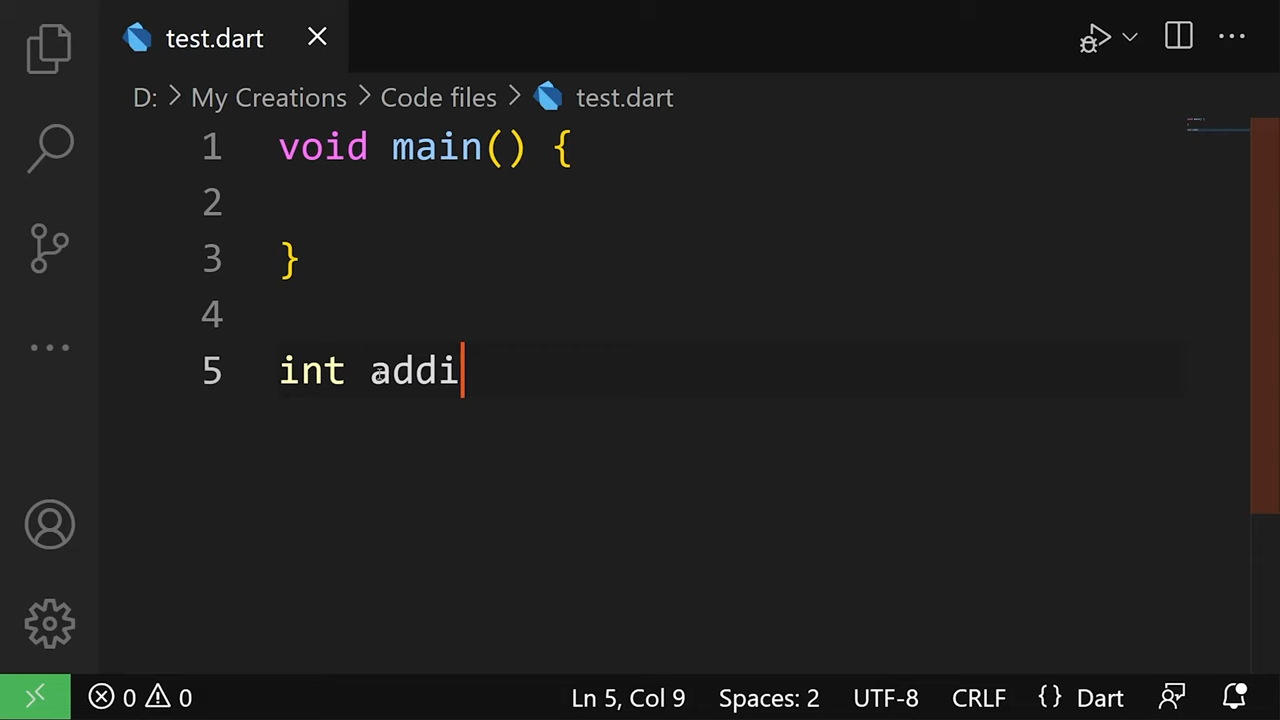 test.dart
D: > My Creations > Code files > test.dart
1 void main() {
2
3 }
4
5 int addi
0 0 Ln 5, Col 9 Spaces: 2 UTF-8 CRLF {} Dart